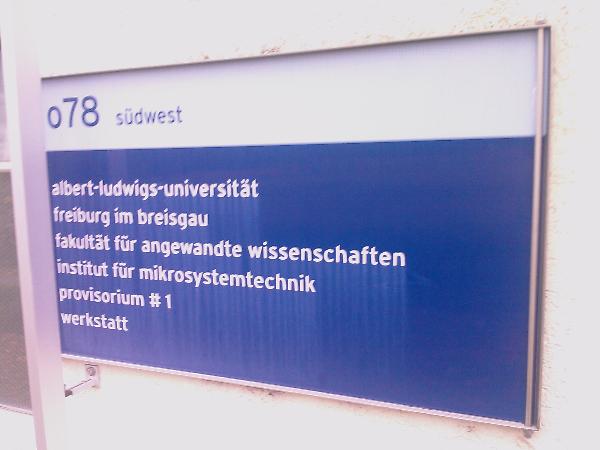 o78 südwest
albert-ludwigs-universität
freiburg im breisgau
fakultät für angewandte wissenschaften
institut für mikrosystemtechnik
provisorium # 1
werkstatt